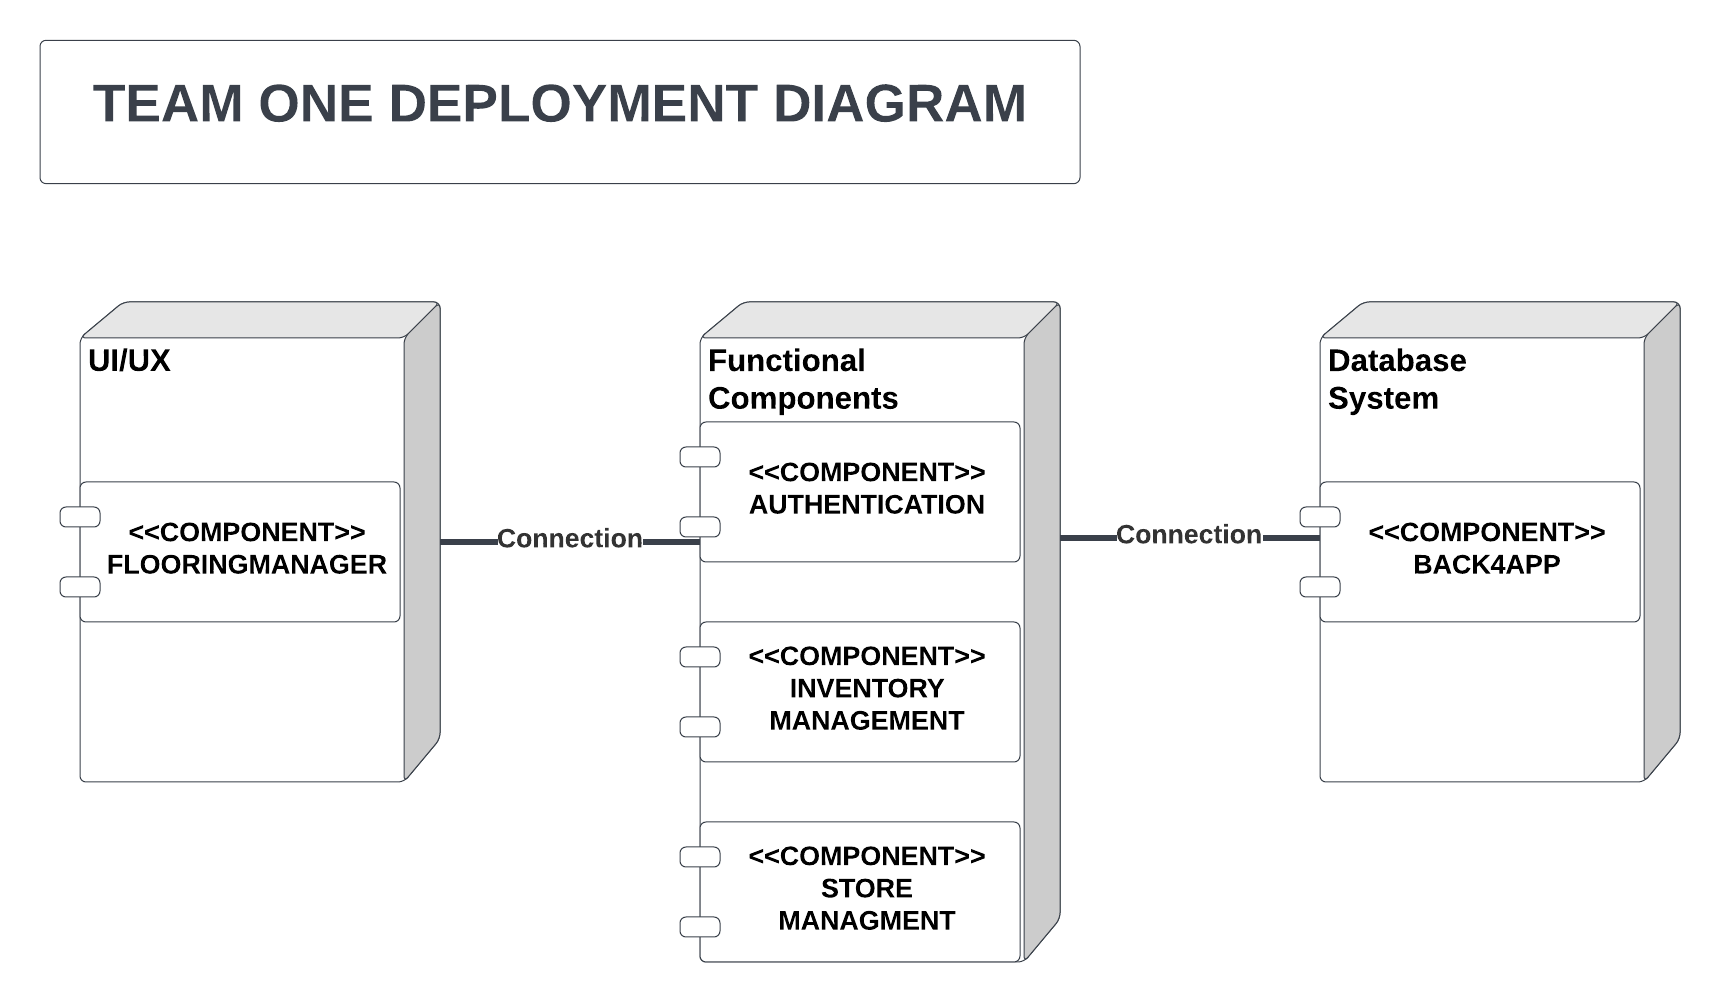 TEAM ONE DEPLOYMENT DIAGRAM
UI/UX
<<COMPONENT>>
FLOORINGMANAGER
Connection
Functional
Components
<<COMPONENT>>
AUTHENTICATION
<<COMPONENT>>
INVENTORY
MANAGEMENT
<<COMPONENT>>
STORE
MANAGMENT
Connection
Database
System
<<COMPONENT>>
BACK4APP